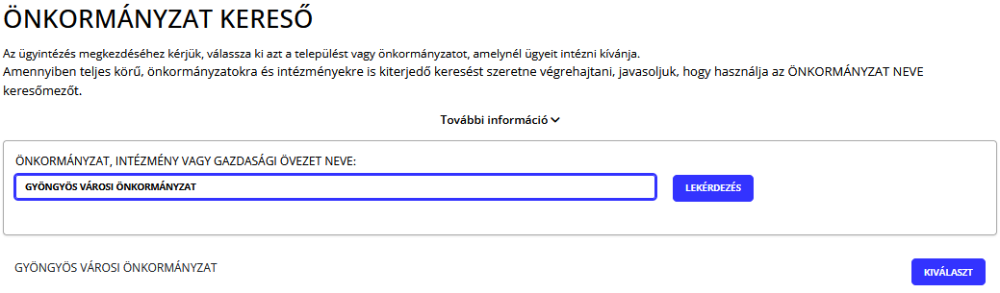 ÖNKORMÁNYZAT KERESŐ
Az ügyintézés megkezdéséhez kérjük, válassza ki azt a települést vagy önkormányzatot, amelynél ügyeit intézni kívánja.
Amennyiben teljes körű, önkormányzatokra és intézményekre is kiterjedő keresést szeretne végrehajtani, javasoljuk, hogy használja az ÖNKORMÁNYZAT NEVE
keresőmezőt.
További információ
ÖNKORMÁNYZAT, INTÉZMÉNY VAGY GAZDASÁGI ÖVEZET NEVE:
GYÖNGYÖS VÁROSI ÖNKORMÁNYZAT
LEKÉRDEZÉS
GYÖNGYÖS VÁROSI ÖNKORMÁNYZAT
KIVÁLASZT